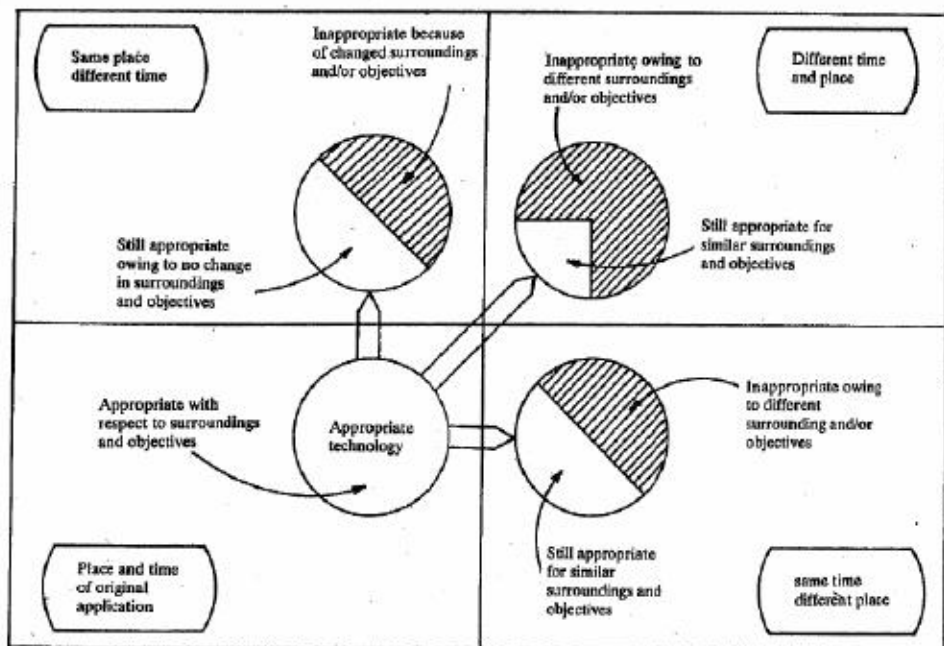 Same place
different time
Inappropriate because
of changed surroundings
and/or objectives
Inappropriate owing to
different surroundings
and/or objectives
Different time
and place
Still appropriate
owing to no change
in surroundings
and objectives
Still appropriate for
similar surroundings
and objectives
Appropriate with
respect to surroundings
and objectives
Appropriate
technology
Inappropriate owing
to different
surrounding and/or
objectives
Place and time
of original
application
Still appropriate
for similar
surroundings and
objectives
same time
different place